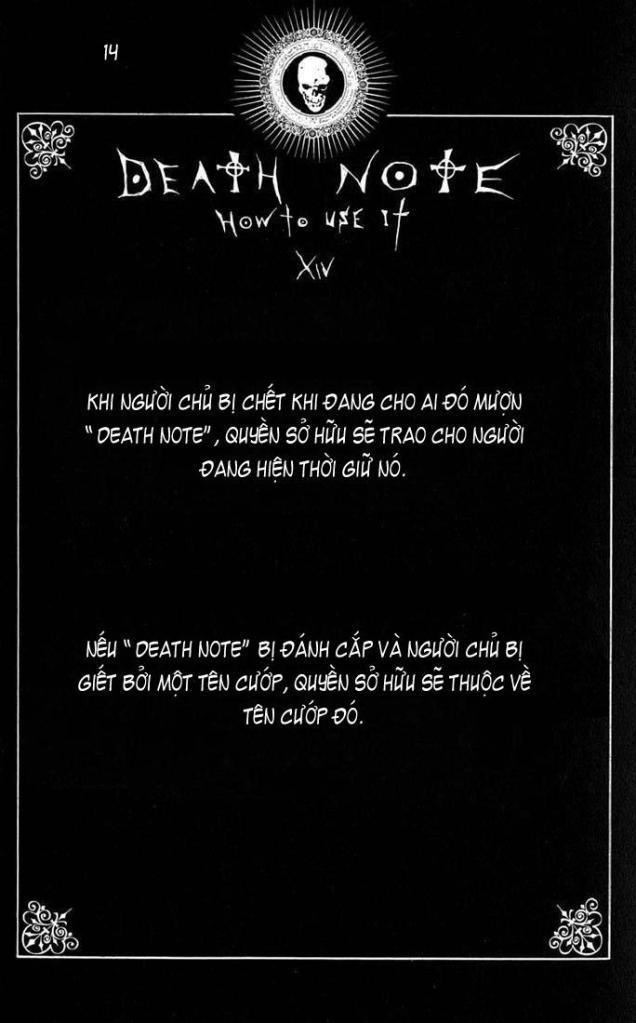 14
DEATH NOTE
HOW TO USE IT
XIV
KHI NGƯỜI CHỦ BỊ CHẾT KHI ĐANG CHO AI ĐÓ MƯỢN
“ DEATH NOTE”, QUYỀN SỞ HỮU SẼ TRAO CHO NGƯỜI
ĐANG HIỆN THỜI GIỮ NÓ.
NẾU “ DEATH NOTE” BỊ ĐÁNH CẮP VÀ NGƯỜI CHỦ BỊ
GIẾT BỞI MỘT TÊN CƯỚP, QUYỀN SỞ HỮU SẼ THUỘC VỀ
TÊN CƯỚP ĐÓ.